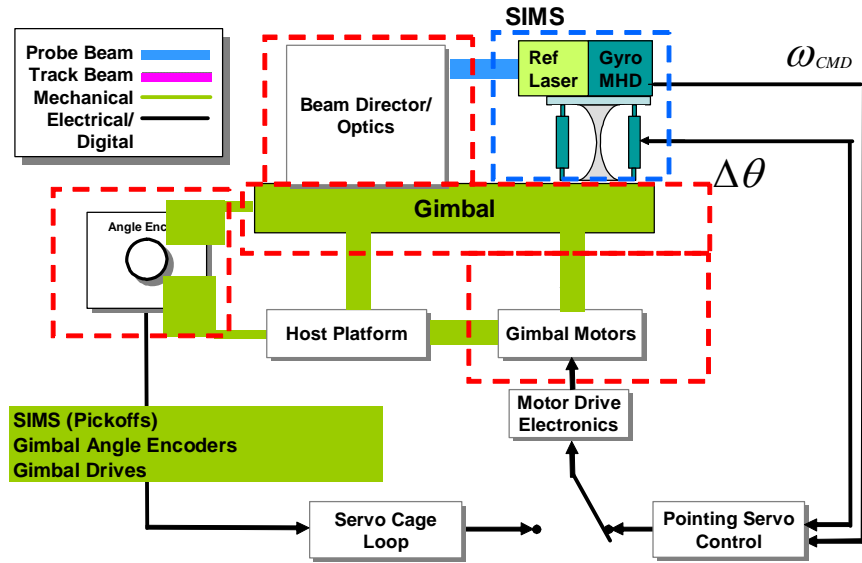 SIMS
Probe Beam
Track Beam
Mechanical
Electrical/
Digital
Beam Director/
Optics
Ref
Laser
Gyro
MHD
ωCMD
Δθ
Gimbal
Angle Enc
Host Platform
Gimbal Motors
Motor Drive
Electronics
SIMS (Pickoffs)
Gimbal Angle Encoders
Gimbal Drives
Servo Cage
Loop
Pointing Servo
Control